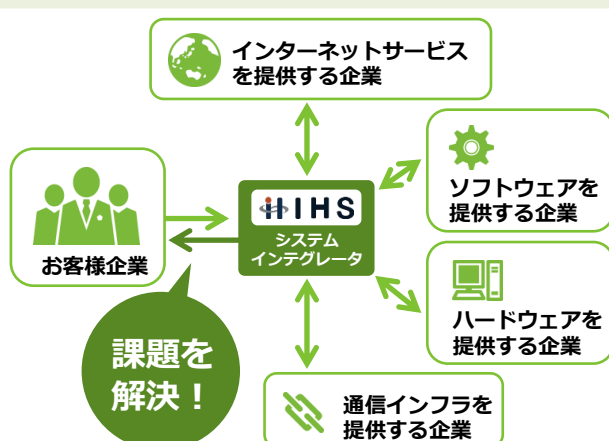 インターネットサービス
を提供する企業
ソフトウェアを
提供する企業
IHS
システム
インテグレータ
お客様企業
ハードウェアを
提供する企業
課題を
解決！
通信インフラを
提供する企業